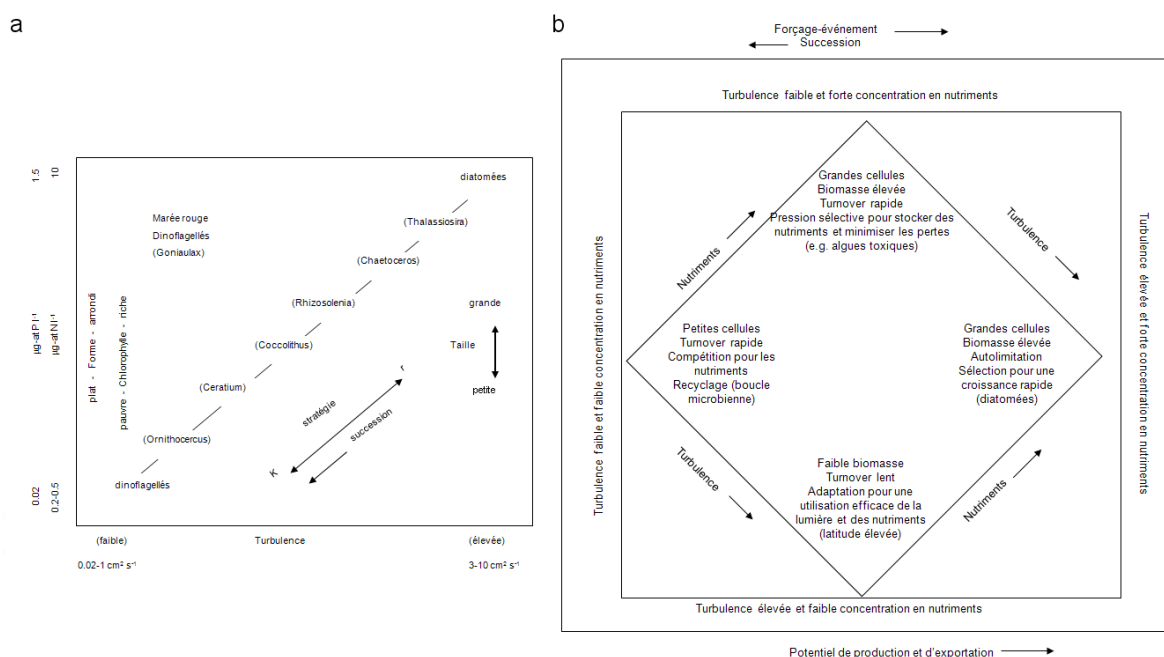 a
1.5
10
µg-at P l⁻¹
µg-at N l⁻¹
0.02
0.2-0.5
plat - Forme - arrondi
pauvre - Chlorophylle - riche
Marée rouge
Dinoflagellés
(Goniaulax)
diatomées
(Thalassiosira)
(Chaetoceros)
(Rhizosolenia)
(Coccolithus)
(Ceratium)
(Ornithocercus)
dinoflagellés
grande
Taille
petite
r
stratégie
succession
K
(faible)
Turbulence
(élevée)
0.02-1 cm² s⁻¹
3-10 cm² s⁻¹
b
Forçage-événement
Succession
Turbulence faible et forte concentration en nutriments
Turbulence faible et faible concentration en nutriments
Turbulence élevée et forte concentration en nutriments
Grandes cellules
Biomasse élevée
Turnover rapide
Pression sélective pour stocker des
nutriments et minimiser les pertes
(e.g. algues toxiques)
Nutriments
Turbulence
Petites cellules
Turnover rapide
Compétition pour les
nutriments
Recyclage (boucle
microbienne)
Grandes cellules
Biomasse élevée
Autolimitation
Sélection pour une
croissance rapide
(diatomées)
Turbulence
Nutriments
Faible biomasse
Turnover lent
Adaptation pour une
utilisation efficace de la
lumière et des nutriments
(latitude élevée)
Turbulence élevée et faible concentration en nutriments
Potentiel de production et d'exportation